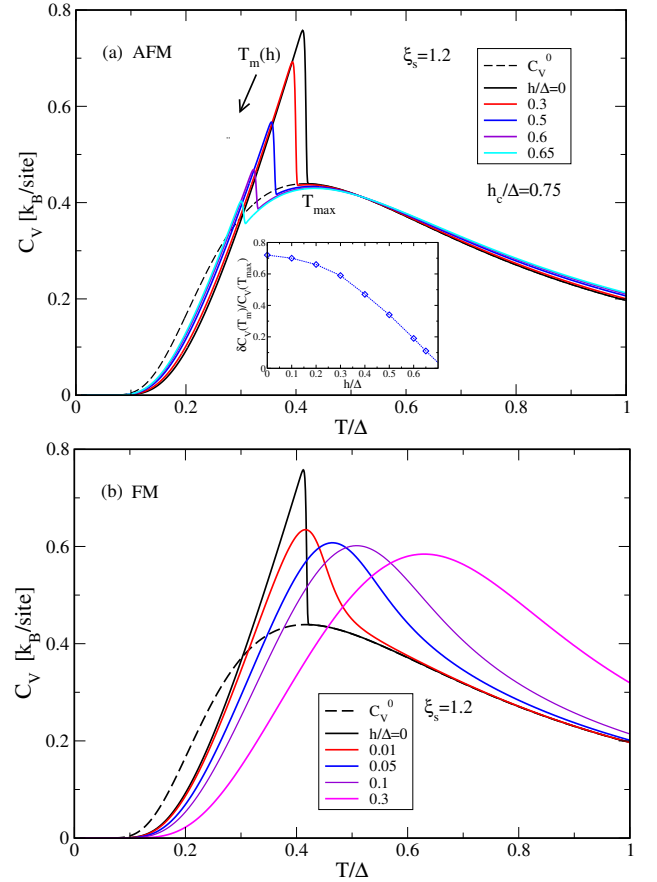 0.8
(a) AFM
T_m(h)
ξ_s=1.2
C_V^0
h/Δ=0
0.3
0.5
0.6
0.65
0.6
h_c/Δ=0.75
0.4
T_max
C_V [k_B/site]
0.8
0.6
0.4
0.2
0.0
δC_V(T_m)/C_V(T_max)
0 0.1 0.2 0.3 0.4 0.5 0.6
h/Δ
0.2
0
0 0.2 0.4 0.6 0.8 1
T/Δ
0.8
(b) FM
0.6
C_V [k_B/site]
0.4
C_V^0
h/Δ=0
0.01
0.05
0.1
0.3
ξ_s=1.2
0.2
0
0 0.2 0.4 0.6 0.8 1
T/Δ